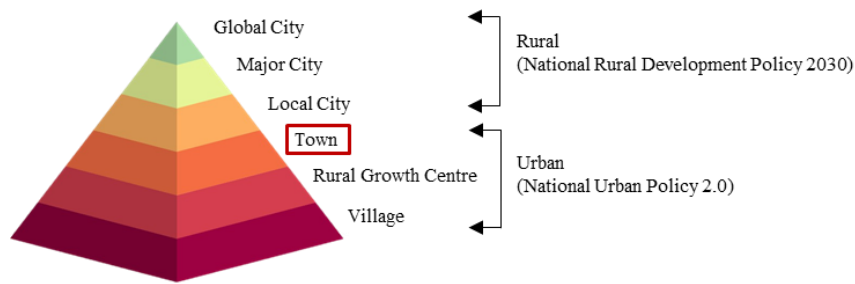 Global City
Major City
Local City
Town
Rural Growth Centre
Village
Rural
(National Rural Development Policy 2030)
Urban
(National Urban Policy 2.0)